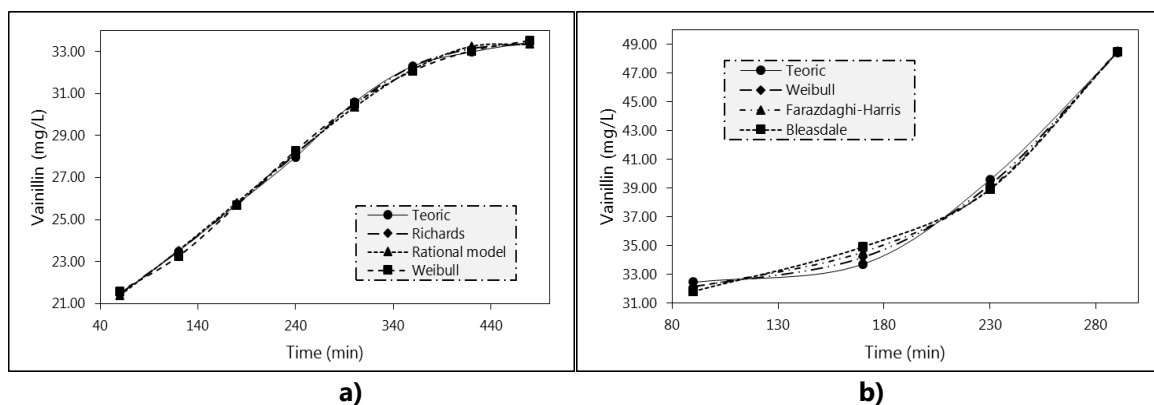 33.00
31.00
29.00
27.00
25.00
23.00
21.00
Vainillin (mg/L)
Teoric
Richards
Rational model
Weibull
40 140 240 340 440
Time (min)
a)
49.00
47.00
45.00
43.00
41.00
39.00
37.00
35.00
33.00
31.00
Vainillin (mg/L)
Teoric
Weibull
Farazdaghi-Harris
Bleasdale
80 130 180 230 280
Time (min)
b)